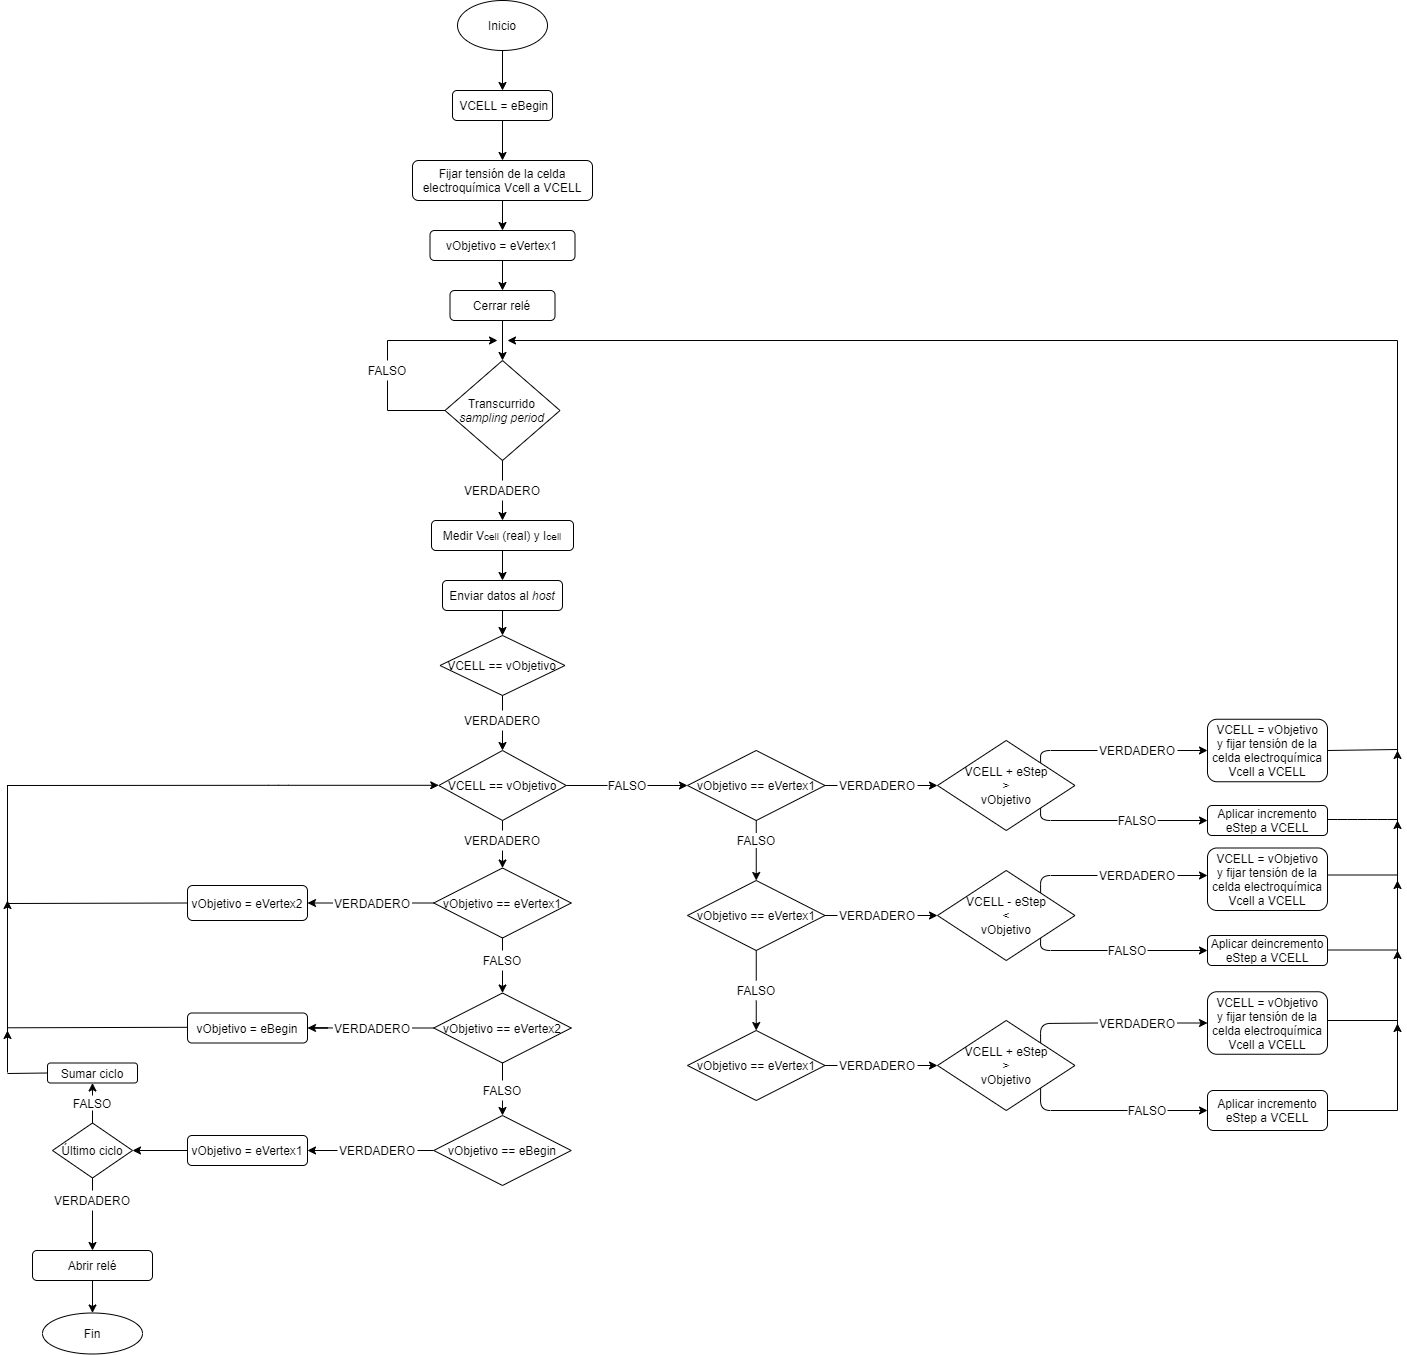 Inicio
VCELL = eBegin
Fijar tensión de la celda
electroquímica Vcell a VCELL
vObjetivo = eVertex1
Cerrar relé
FALSO
Transcurrido
sampling period
VERDADERO
Medir Vcell (real) y Icell
Enviar datos al host
VCELL == vObjetivo
VERDADERO
VCELL == vObjetivo
FALSO
vObjetivo == eVertex1
VERDADERO
VCELL + eStep
>
vObjetivo
VERDADERO
VCELL = vObjetivo
y fijar tensión de la
celda electroquímica
Vcell a VCELL
FALSO
Aplicar incremento
eStep a VCELL
VERDADERO
FALSO
vObjetivo = eVertex2
VERDADERO
vObjetivo == eVertex1
vObjetivo == eVertex1
VERDADERO
VCELL - eStep
<
vObjetivo
VERDADERO
VCELL = vObjetivo
y fijar tensión de la
celda electroquímica
Vcell a VCELL
FALSO
Aplicar deincremento
eStep a VCELL
FALSO
FALSO
vObjetivo = eBegin
VERDADERO
vObjetivo == eVertex2
vObjetivo == eVertex1
VERDADERO
VCELL + eStep
>
vObjetivo
VERDADERO
VCELL = vObjetivo
y fijar tensión de la
celda electroquímica
Vcell a VCELL
FALSO
Aplicar incremento
eStep a VCELL
Sumar ciclo
FALSO
FALSO
Último ciclo
vObjetivo = eVertex1
VERDADERO
vObjetivo == eBegin
VERDADERO
Abrir relé
Fin